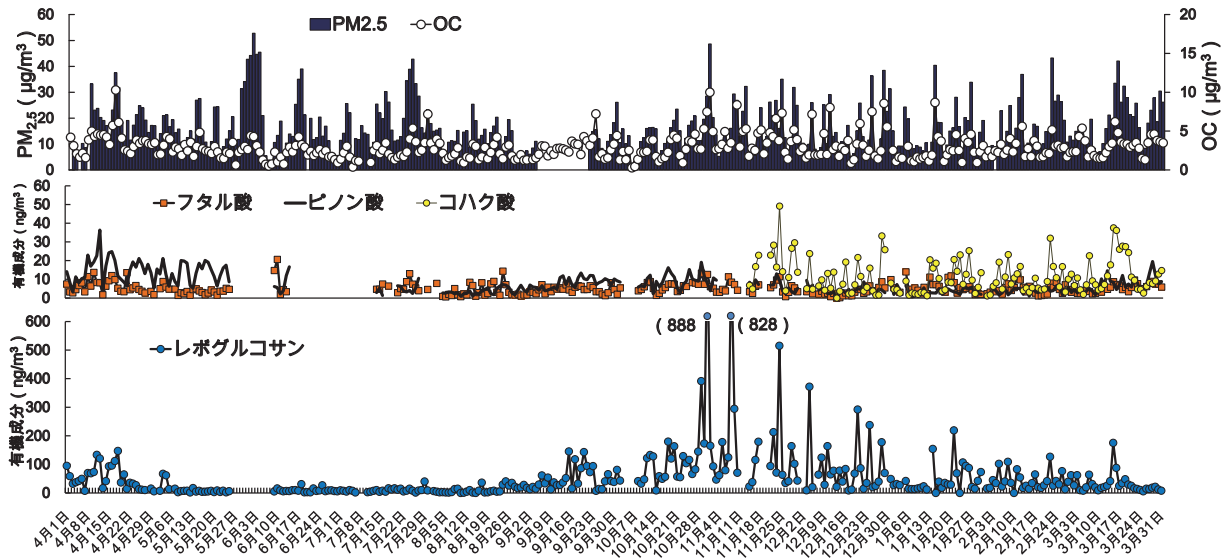 PM2.5 OC
PM2.5 ( μg/m³ )
60
50
40
30
20
10
0
OC ( μg/m³ )
20
15
10
5
0
フタル酸 ピノン酸 コハク酸
有機成分 ( ng/m³ )
60
50
40
30
20
10
0
レボグルコサン
( 888 ( 828 )
有機成分 ( ng/m³ )
600
500
400
300
200
100
0
4月1日
4月8日
4月15日
4月22日
4月29日
5月6日
5月13日
5月20日
5月27日
6月3日
6月10日
6月17日
6月24日
7月1日
7月8日
7月15日
7月22日
7月29日
8月5日
8月12日
8月19日
8月26日
9月2日
9月9日
9月16日
9月23日
9月30日
10月7日
10月14日
10月21日
10月28日
11月4日
11月11日
11月18日
11月25日
12月2日
12月9日
12月16日
12月23日
12月30日
1月6日
1月13日
1月20日
1月27日
2月3日
2月10日
2月17日
2月24日
3月3日
3月10日
3月17日
3月24日
3月31日